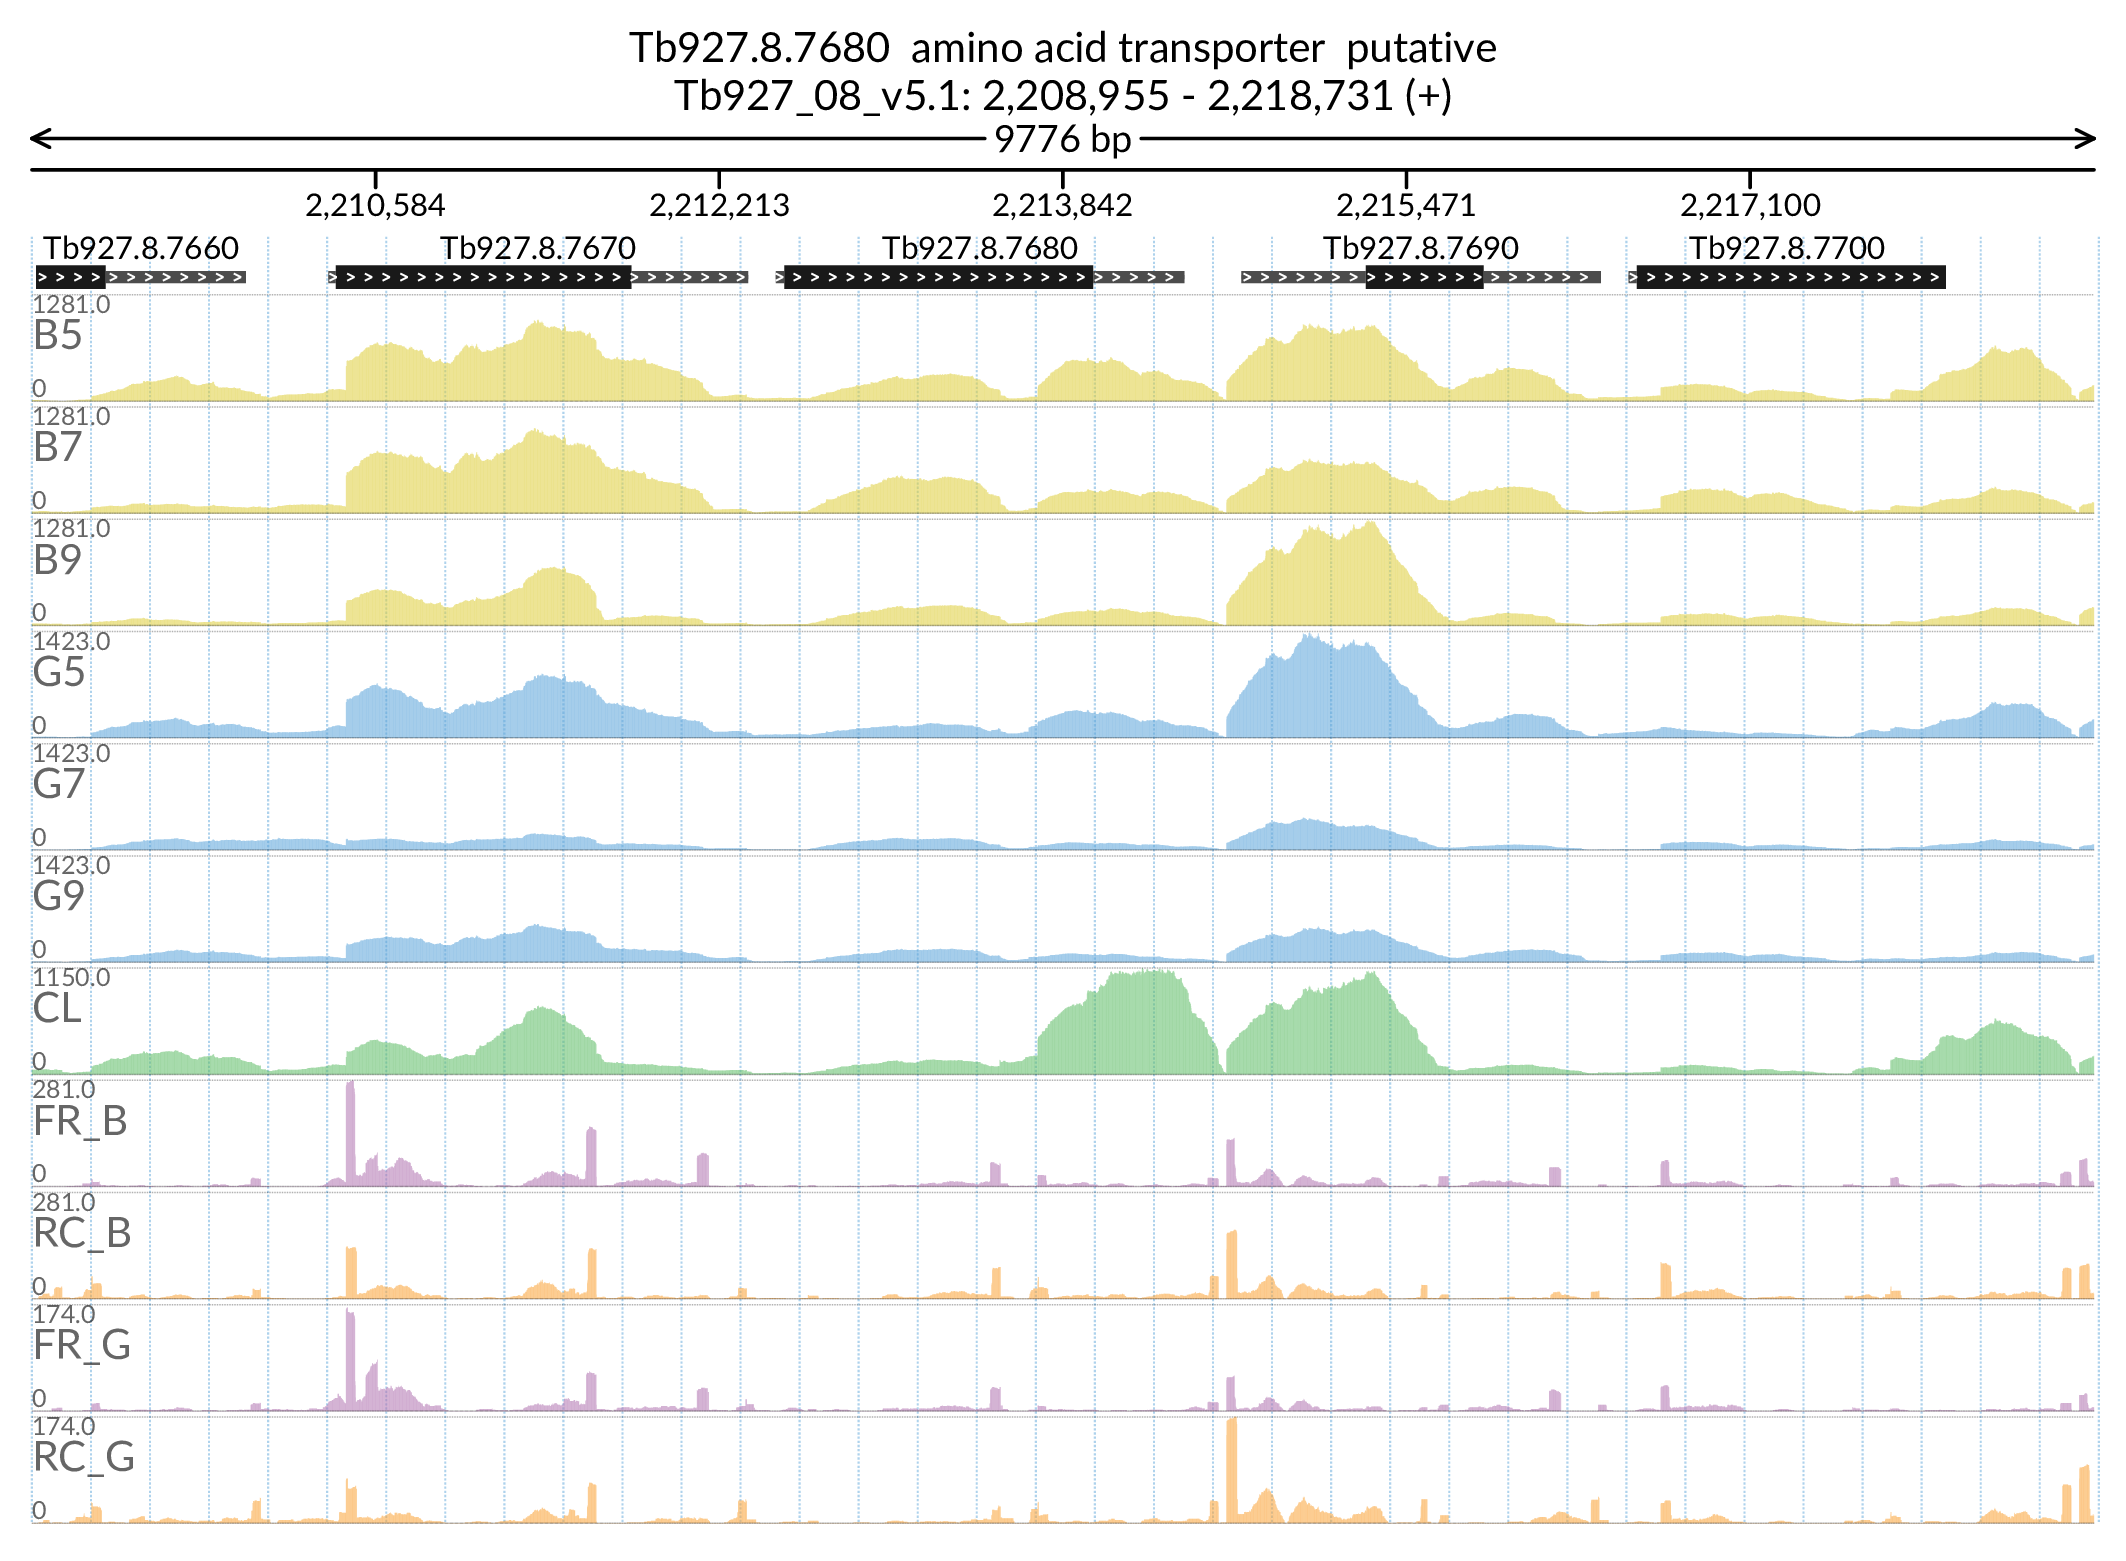 Tb927.8.7680  amino acid transporter  putative
Tb927_08_v5.1: 2,208,955 - 2,218,731 (+)
9776 bp
2,210,584 2,212,213 2,213,842 2,215,471 2,217,100
Tb927.8.7660 Tb927.8.7670 Tb927.8.7680 Tb927.8.7690 Tb927.8.7700
1281.0
B5
0
1281.0
B7
0
1281.0
B9
0
1423.0
G5
0
1423.0
G7
0
1423.0
G9
0
1150.0
CL
0
281.0
FR_B
0
281.0
RC_B
0
174.0
FR_G
0
174.0
RC_G
0